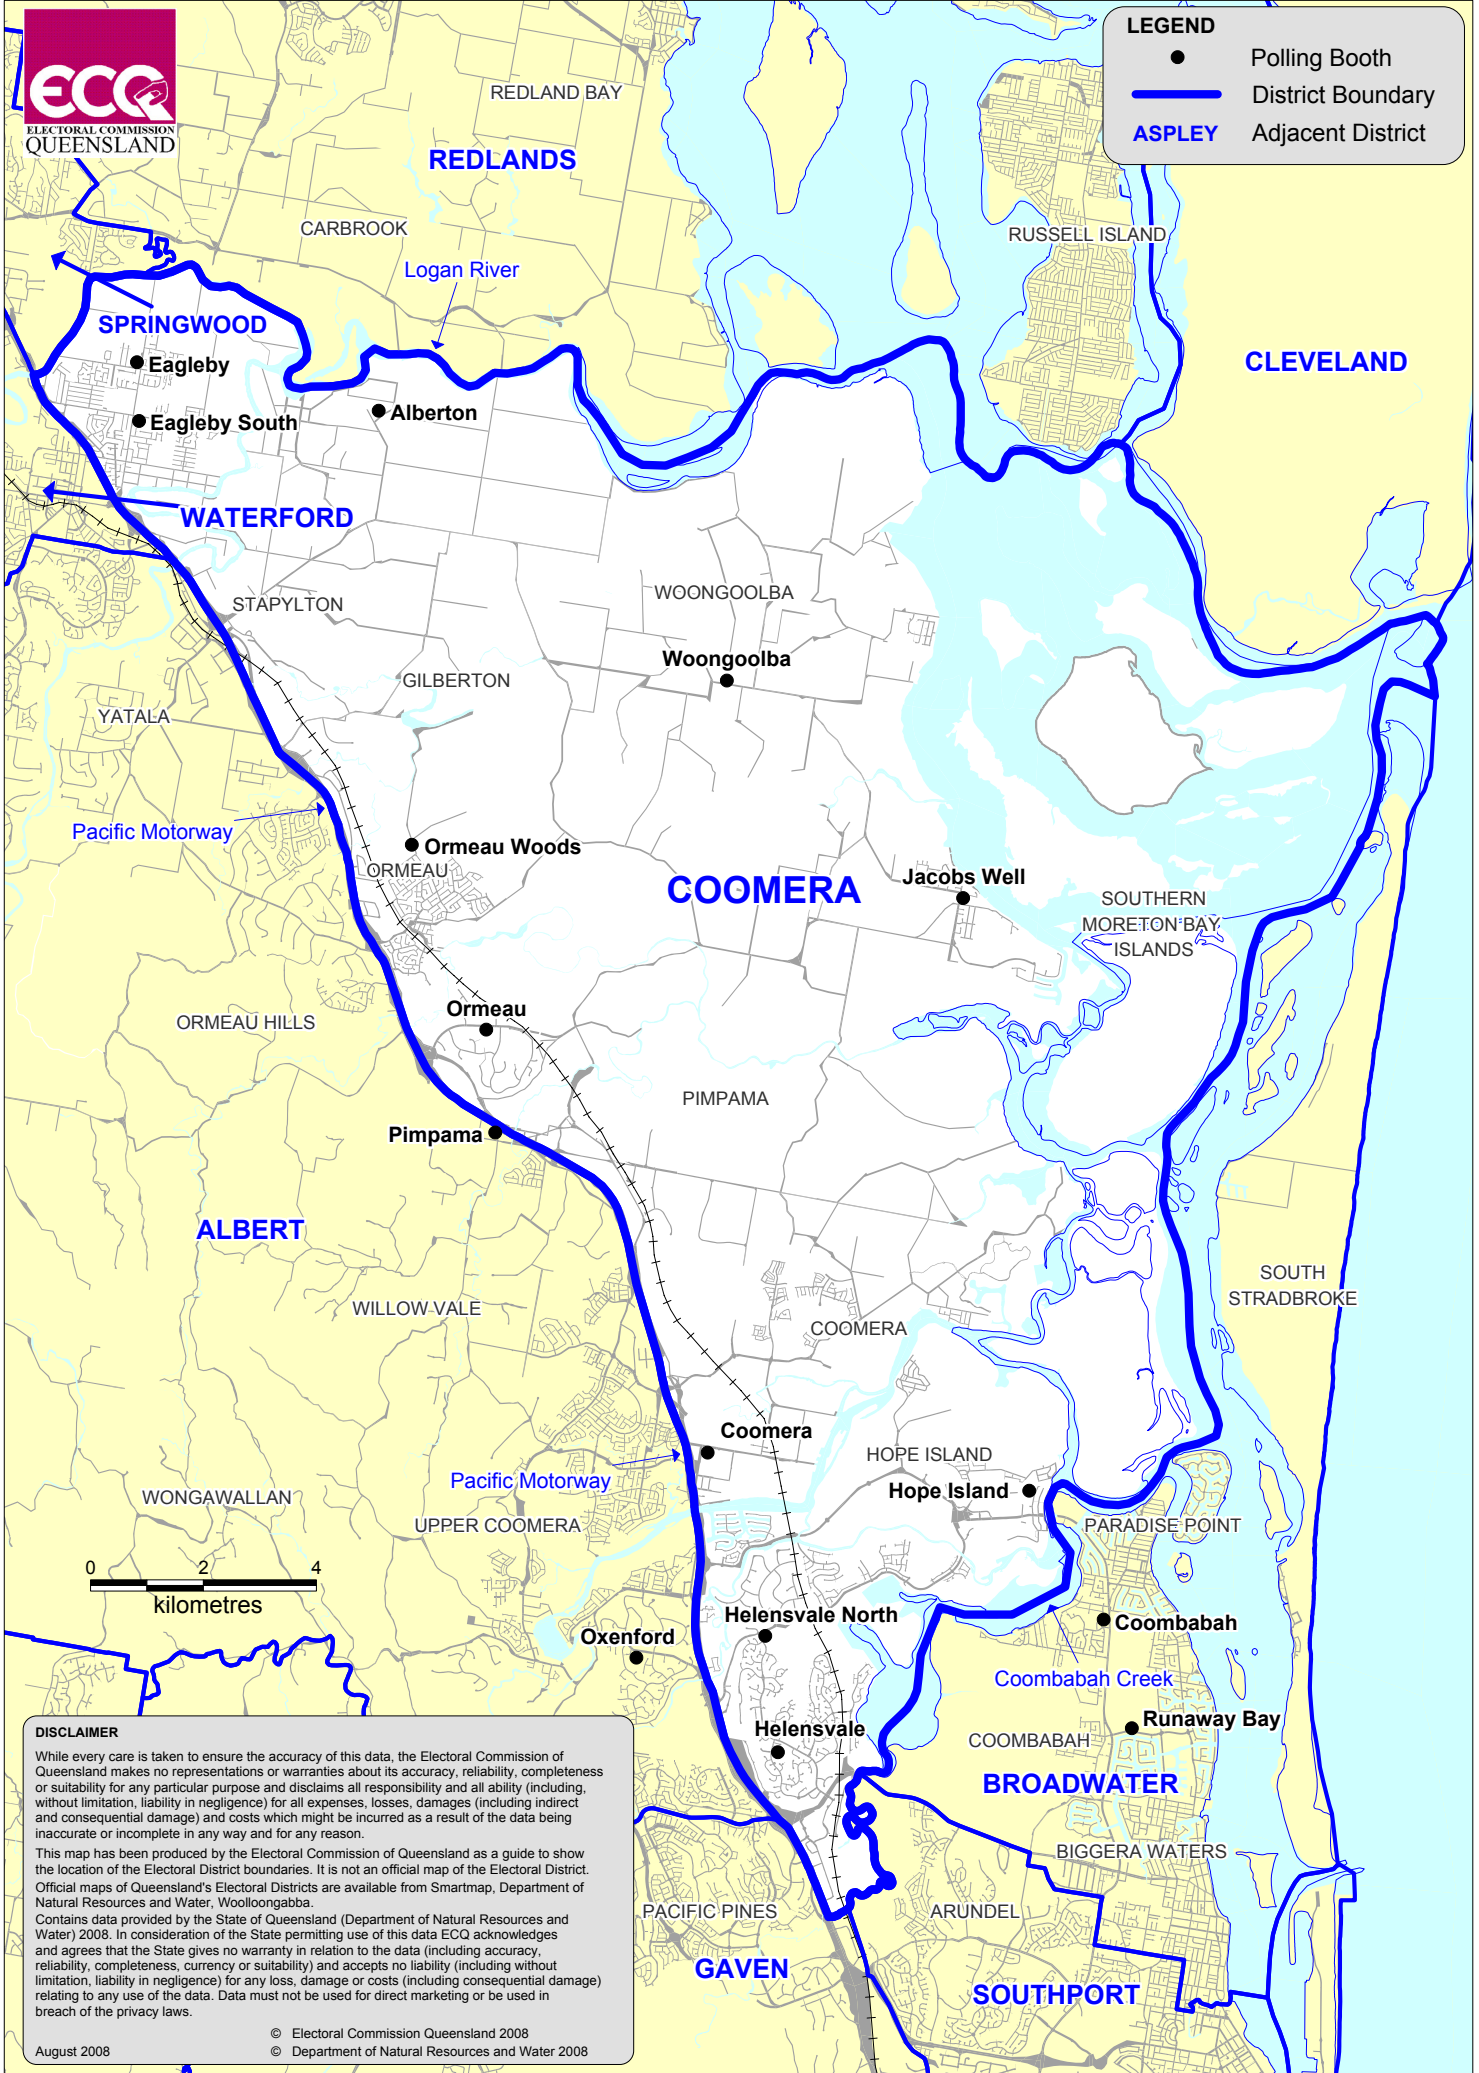 ECQ
ELECTORAL COMMISSION
QUEENSLAND
LEGEND
Polling Booth
District Boundary
ASPLEY Adjacent District
REDLAND BAY
REDLANDS
CARBROOK
RUSSELL ISLAND
Logan River
SPRINGWOOD
CLEVELAND
Eagleby
Alberton
Eagleby South
WATERFORD
WOONGOOLBA
STAPYLTON
Woongoolba
GILBERTON
YATALA
Pacific Motorway
Ormeau Woods
ORMEAU
COOMERA
Jacobs Well
SOUTHERN
MORETON BAY
ISLANDS
Ormeau
ORMEAU HILLS
PIMPAMA
Pimpama
ALBERT
SOUTH
STRADBROKE
WILLOW VALE
COOMERA
Coomera
HOPE ISLAND
Pacific Motorway
Hope Island
WONGAWALLAN
UPPER COOMERA
PARADISE POINT
0 2 4
kilometres
Helensvale North
Coombabah
Oxenford
Coombabah Creek
Runaway Bay
Helensvale
COOMBABAH
BROADWATER
BIGGERA WATERS
PACIFIC PINES
ARUNDEL
GAVEN
SOUTHPORT
DISCLAIMER
While every care is taken to ensure the accuracy of this data, the Electoral Commission of
Queensland makes no representations or warranties about its accuracy, reliability, completeness
or suitability for any particular purpose and disclaims all responsibility and all ability (including,
without limitation, liability in negligence) for all expenses, losses, damages (including indirect
and consequential damage) and costs which might be incurred as a result of the data being
inaccurate or incomplete in any way and for any reason.
This map has been produced by the Electoral Commission of Queensland as a guide to show
the location of the Electoral District boundaries. It is not an official map of the Electoral District.
Official maps of Queensland's Electoral Districts are available from Smartmap, Department of
Natural Resources and Water, Woolloongabba.
Contains data provided by the State of Queensland (Department of Natural Resources and
Water) 2008. In consideration of the State permitting use of this data ECQ acknowledges
and agrees that the State gives no warranty in relation to the data (including accuracy,
reliability, completeness, currency or suitability) and accepts no liability (including without
limitation, liability in negligence) for any loss, damage or costs (including consequential damage)
relating to any use of the data. Data must not be used for direct marketing or be used in
breach of the privacy laws.
© Electoral Commission Queensland 2008
August 2008 © Department of Natural Resources and Water 2008